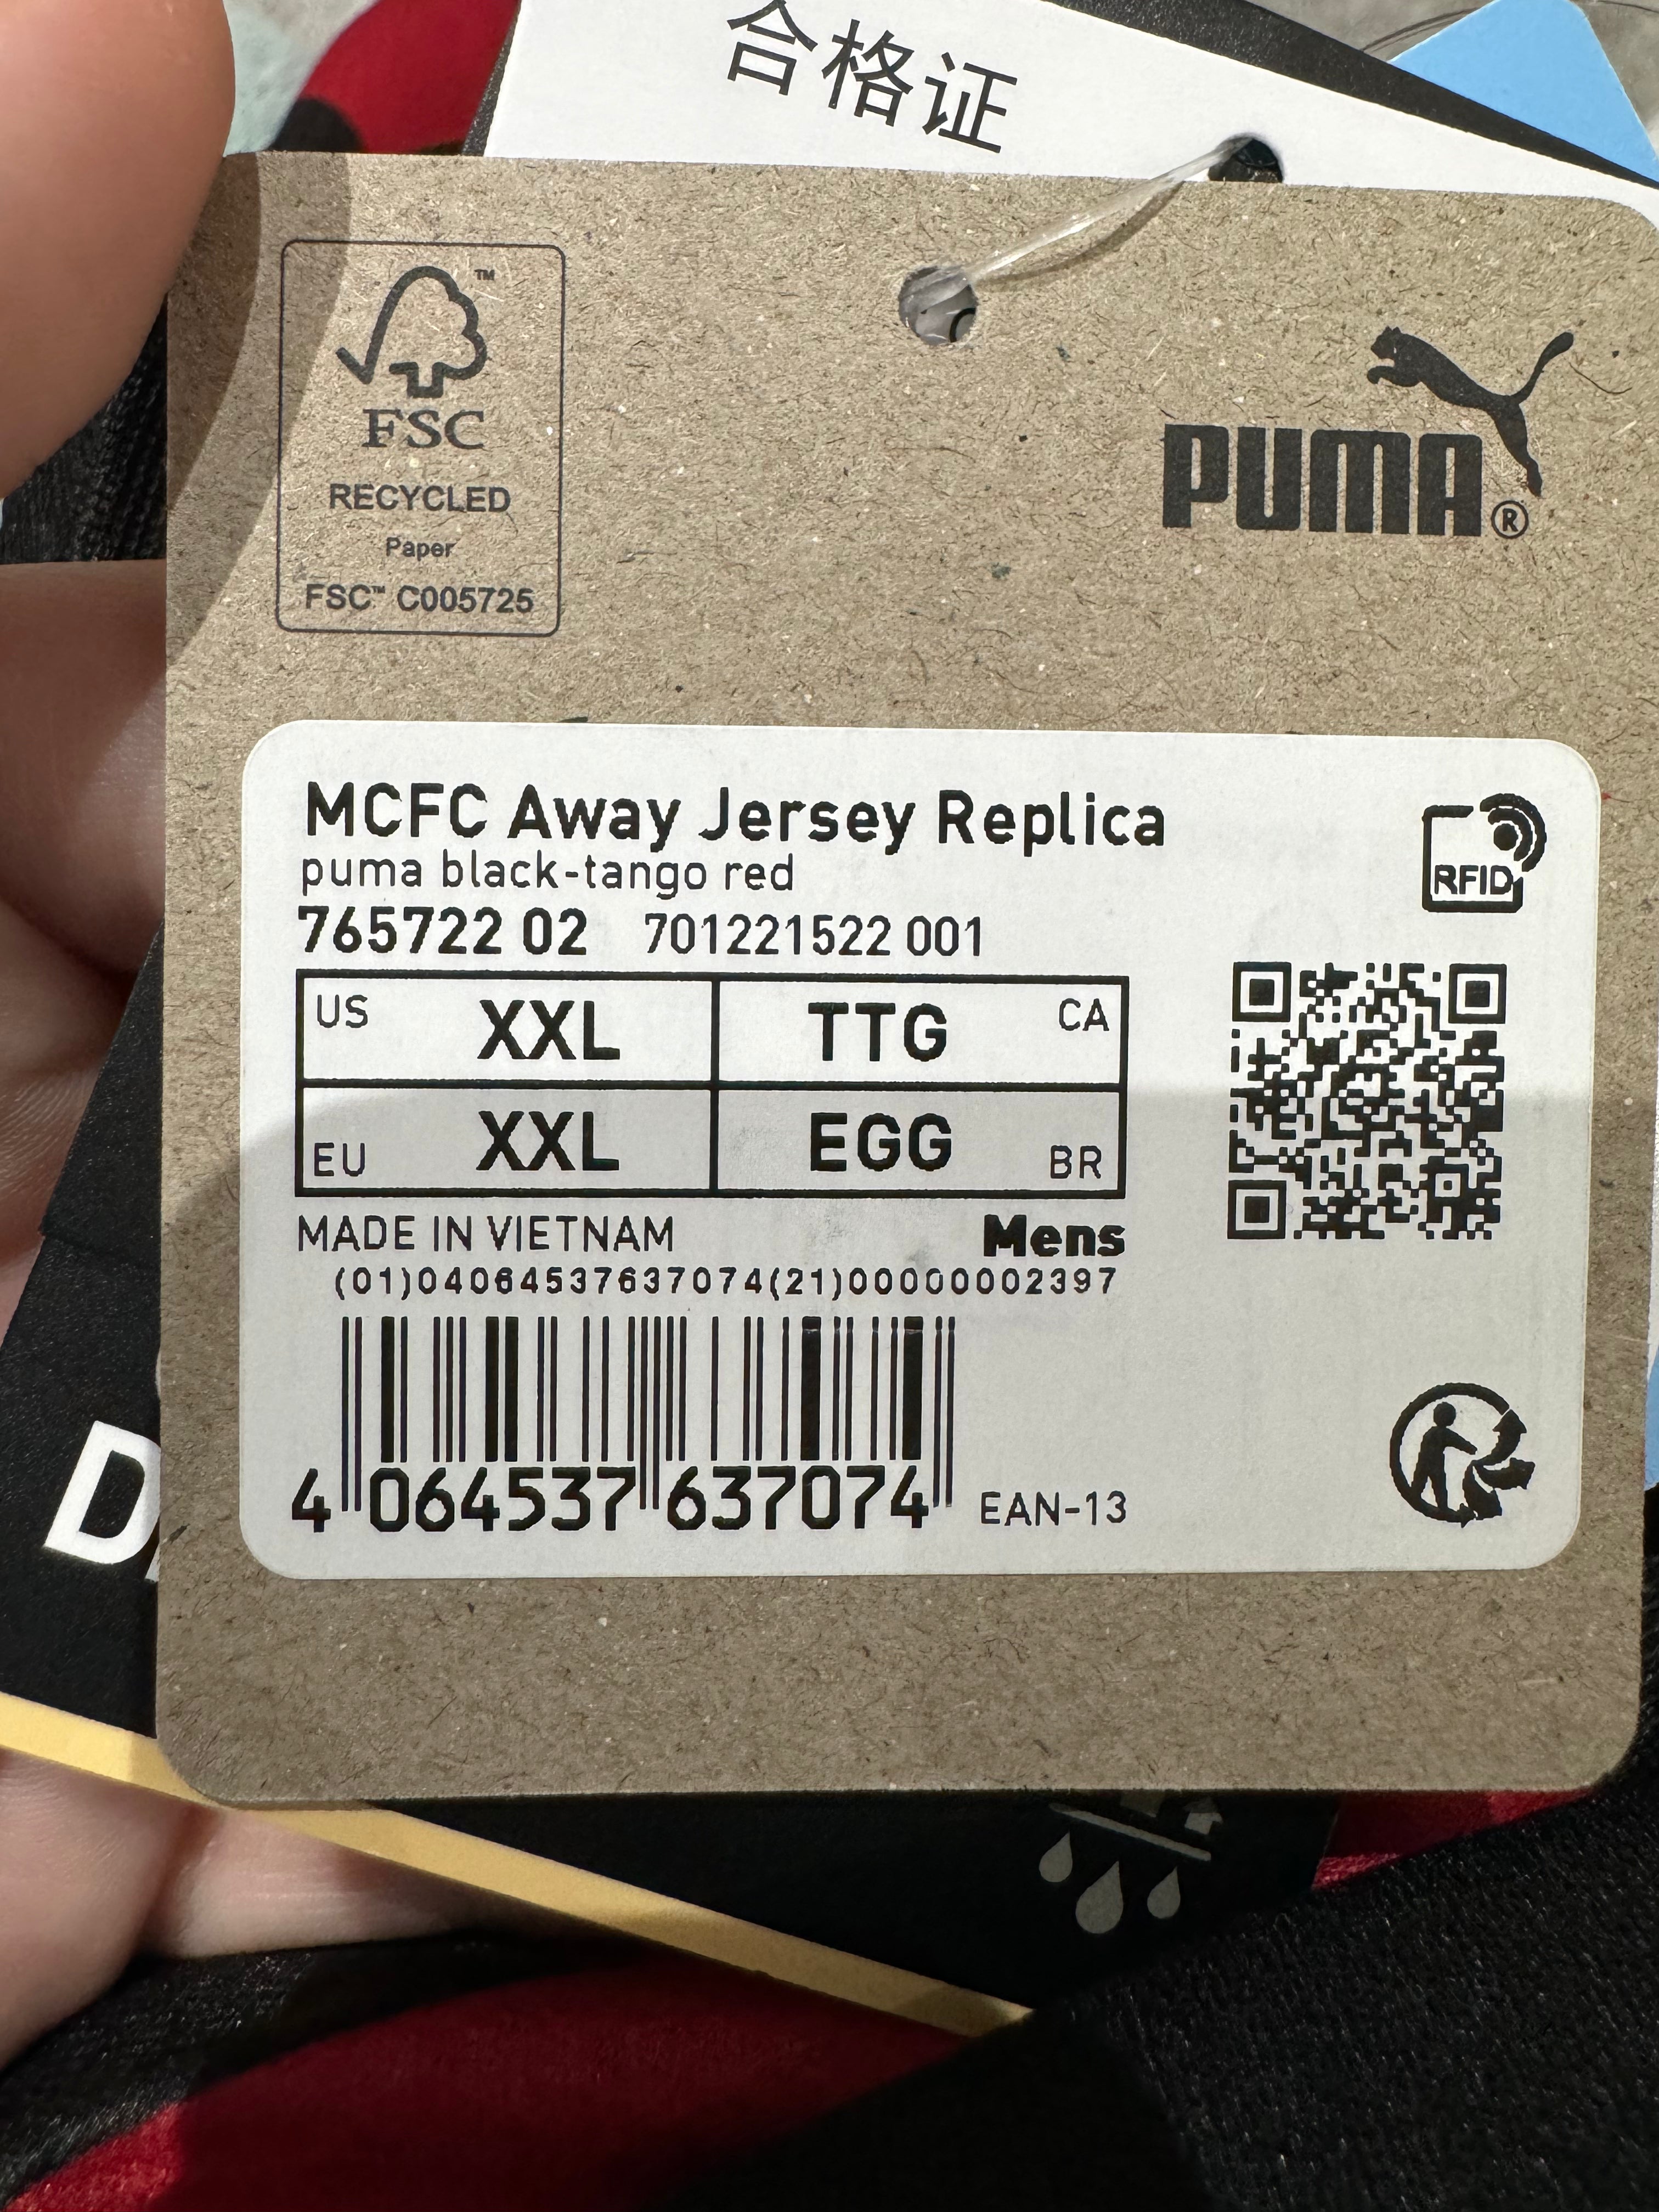 合格证
FSC™
RECYCLED
Paper
FSC™ C005725
PUMA®
MCFC Away Jersey Replica
puma black-tango red
765722 02 701221522 001
RFID
US XXL TTG CA
EU XXL EGG BR
MADE IN VIETNAM Mens
(01)04064537637074(21)00000002397
4 064537 637074 EAN-13